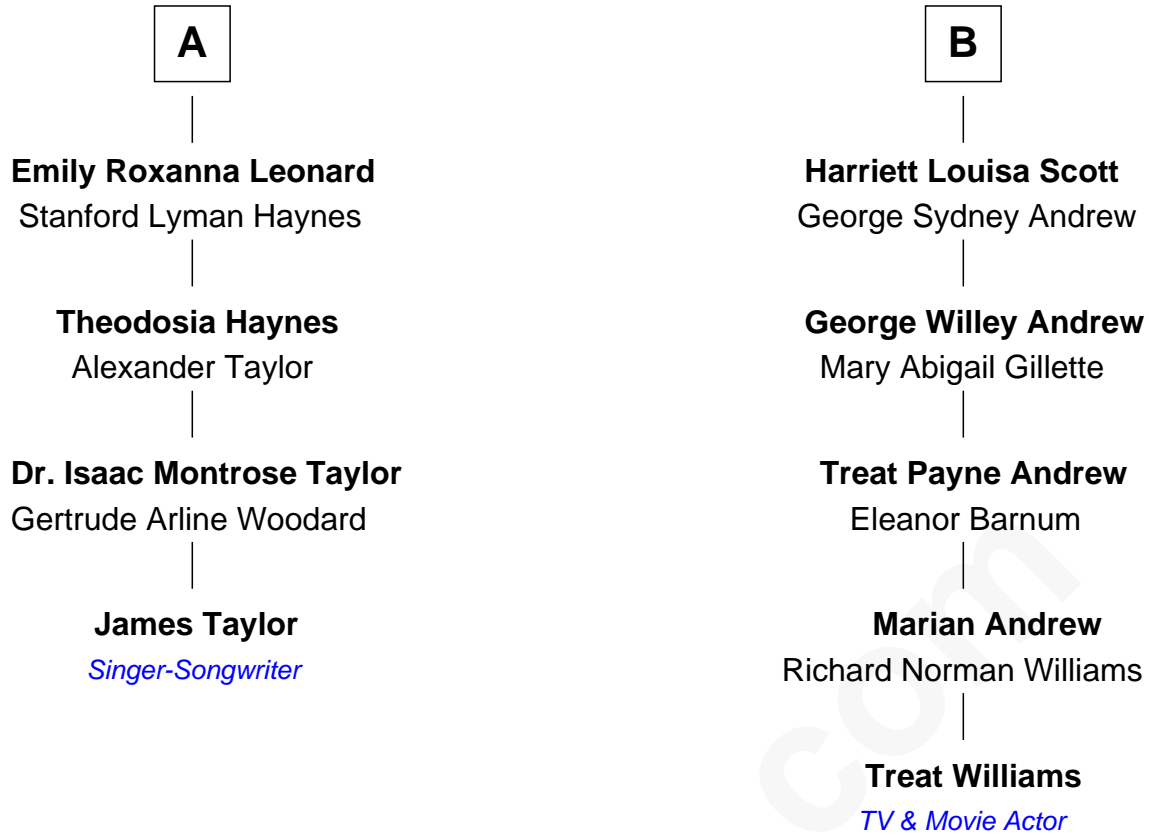 A
Emily Roxanna Leonard
Stanford Lyman Haynes
Theodosia Haynes
Alexander Taylor
Dr. Isaac Montrose Taylor
Gertrude Arline Woodard
James Taylor
Singer-Songwriter
B
Harriett Louisa Scott
George Sydney Andrew
George Willey Andrew
Mary Abigail Gillette
Treat Payne Andrew
Eleanor Barnum
Marian Andrew
Richard Norman Williams
Treat Williams
TV & Movie Actor
com